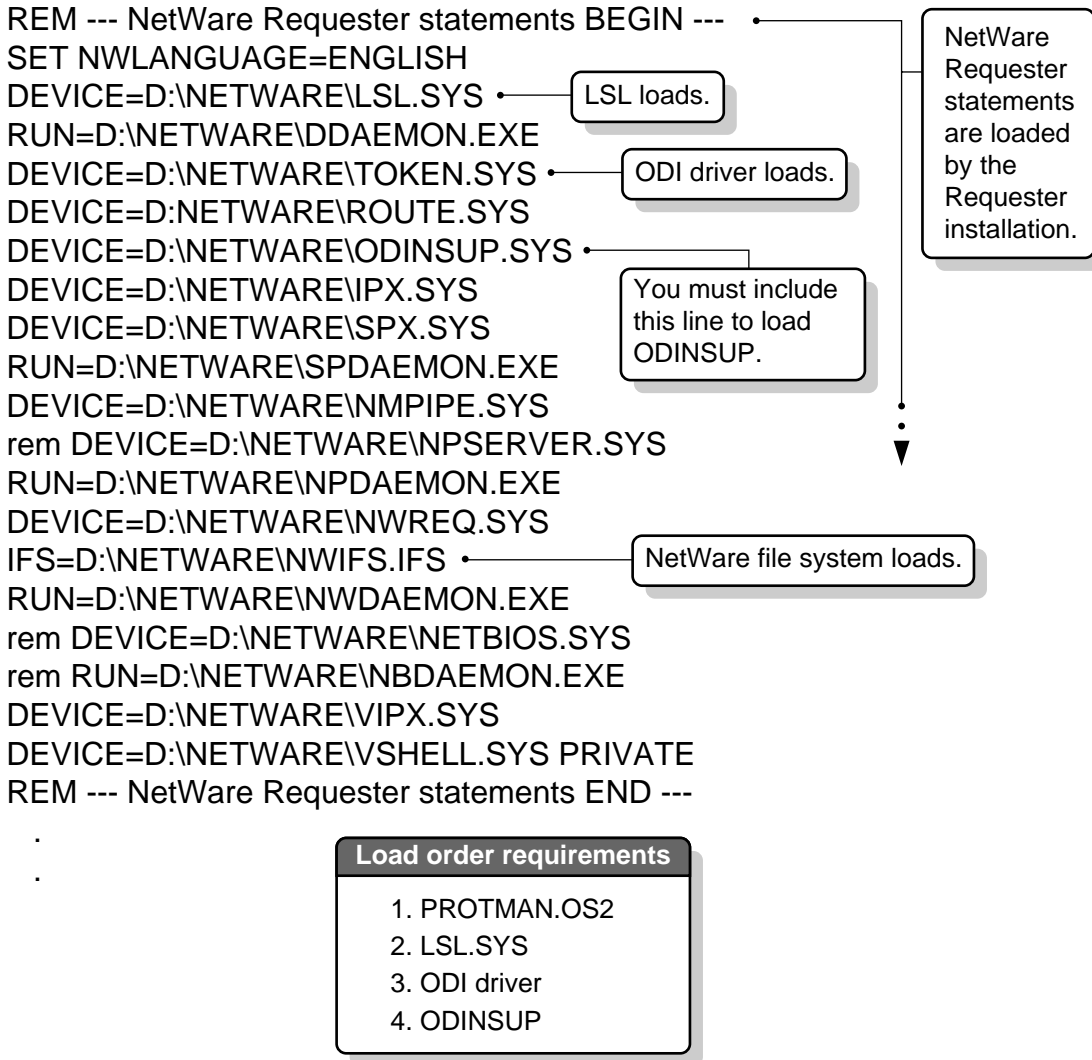 REM --- NetWare Requester statements BEGIN ---
SET NWLANGUAGE=ENGLISH
DEVICE=D:\NETWARE\LSL.SYS
LSL loads.
RUN=D:\NETWARE\DDAEMON.EXE
DEVICE=D:\NETWARE\TOKEN.SYS
ODI driver loads.
DEVICE=D:NETWARE\ROUTE.SYS
DEVICE=D:\NETWARE\ODINSUP.SYS
DEVICE=D:\NETWARE\IPX.SYS
DEVICE=D:\NETWARE\SPX.SYS
RUN=D:\NETWARE\SPDAEMON.EXE
DEVICE=D:\NETWARE\NMPIPE.SYS
rem DEVICE=D:\NETWARE\NPSERVER.SYS
RUN=D:\NETWARE\NPDAEMON.EXE
DEVICE=D:\NETWARE\NWREQ.SYS
IFS=D:\NETWARE\NWIFS.IFS
NetWare file system loads.
RUN=D:\NETWARE\NWDAEMON.EXE
rem DEVICE=D:\NETWARE\NETBIOS.SYS
rem RUN=D:\NETWARE\NBDAEMON.EXE
DEVICE=D:\NETWARE\VIPX.SYS
DEVICE=D:\NETWARE\VSHELL.SYS PRIVATE
REM --- NetWare Requester statements END ---
.
.
NetWare
Requester
statements
are loaded
by the
Requester
installation.
You must include
this line to load
ODINSUP.
Load order requirements
1. PROTMAN.OS2
2. LSL.SYS
3. ODI driver
4. ODINSUP